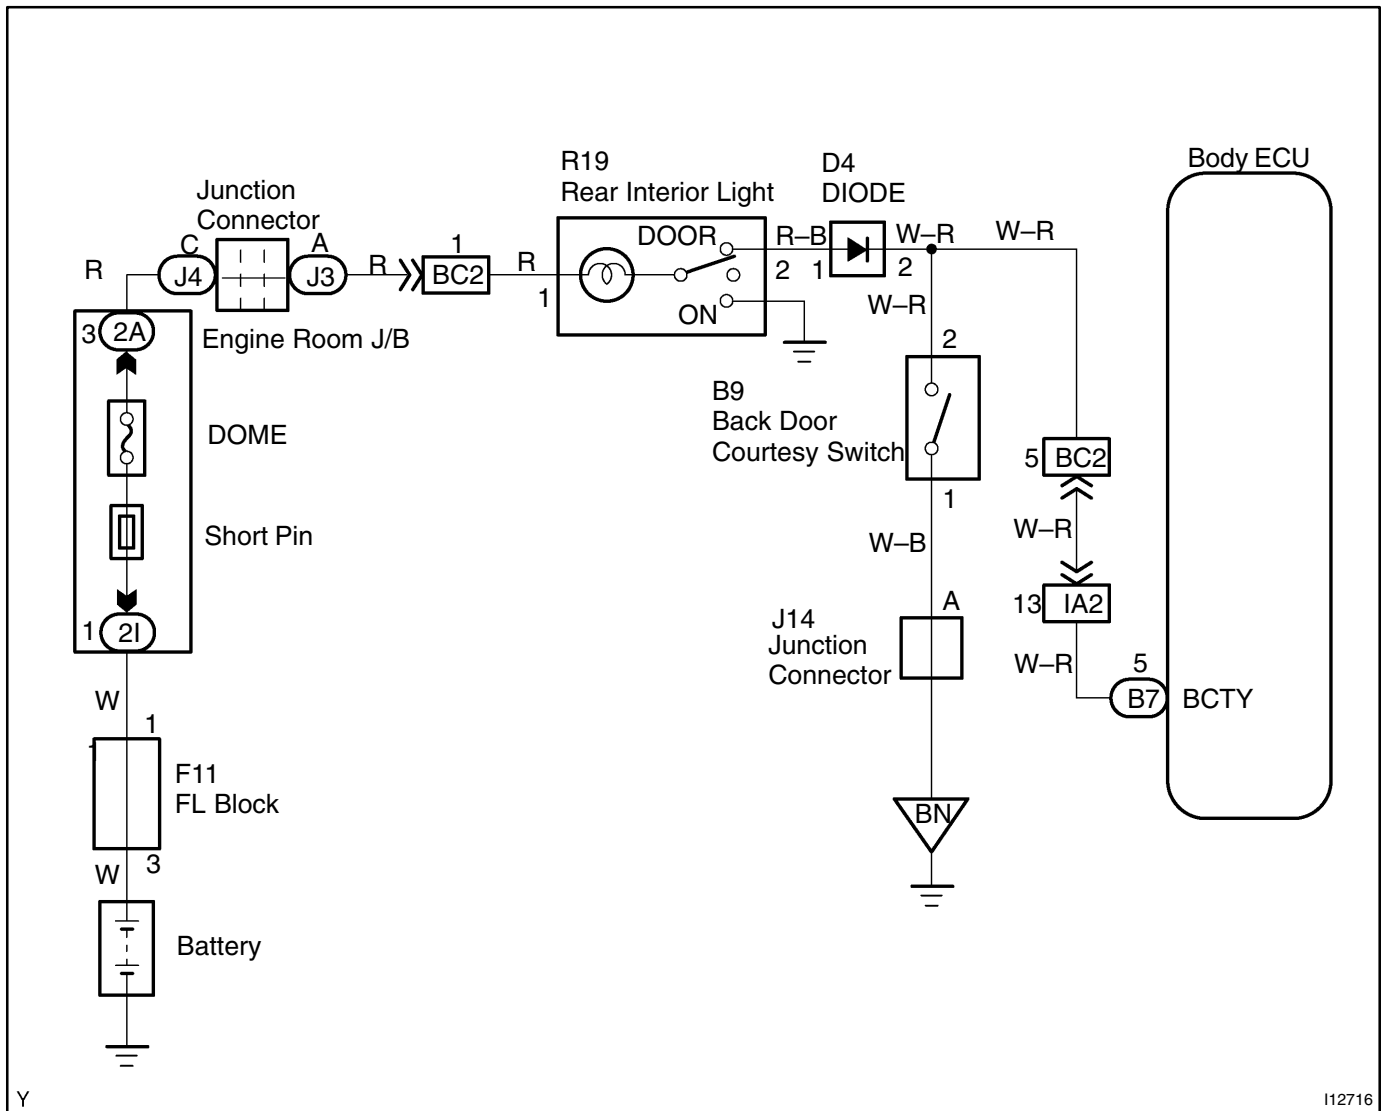 Body ECU
R19
Rear Interior Light
D4
DIODE
Junction
Connector
C
A
J4
J3
R
R
1
BC2
R
1
DOOR
ON
R–B
2
1
W–R
2
W–R
W–R
3
2A
Engine Room J/B
DOME
Short Pin
1
2I
W
1
1
F11
FL Block
3
W
Battery
2
B9
Back Door
Courtesy Switch
1
W–B
A
J14
Junction
Connector
BN
5
BC2
W–R
13
IA2
W–R
5
B7
BCTY
Y
I12716